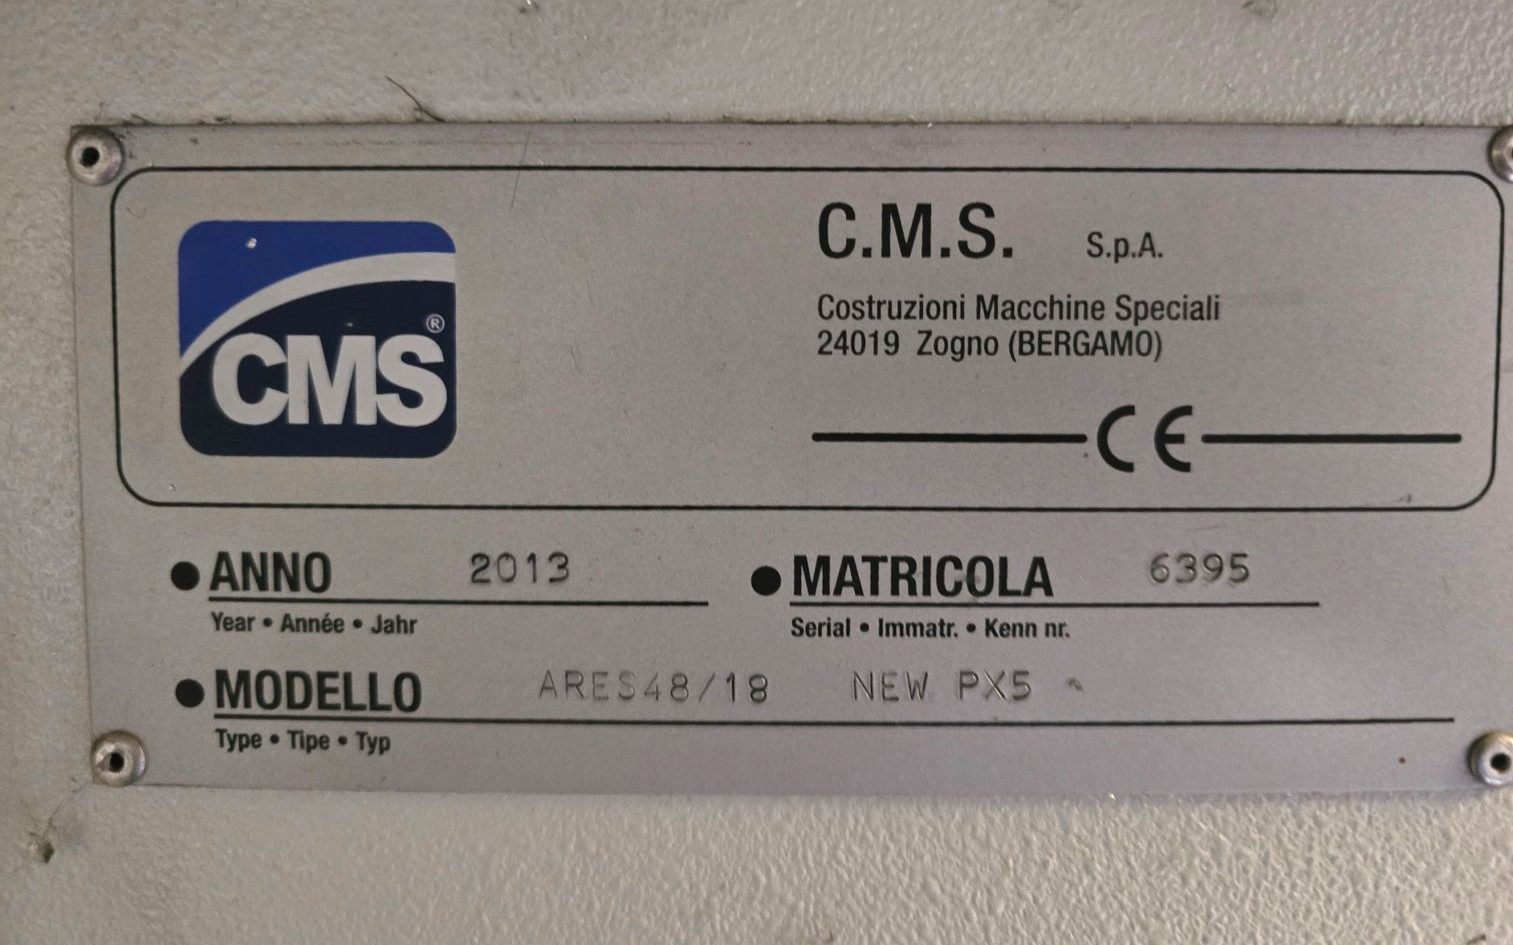 CMS®
C.M.S. S.p.A.
Costruzioni Macchine Speciali
24019 Zogno (BERGAMO)
CE
● ANNO 2013
Year • Année • Jahr
● MATRICOLA 6395
Serial • Immatr. • Kenn nr.
● MODELLO ARES48/18 NEW PX5
Type • Tipe • Typ